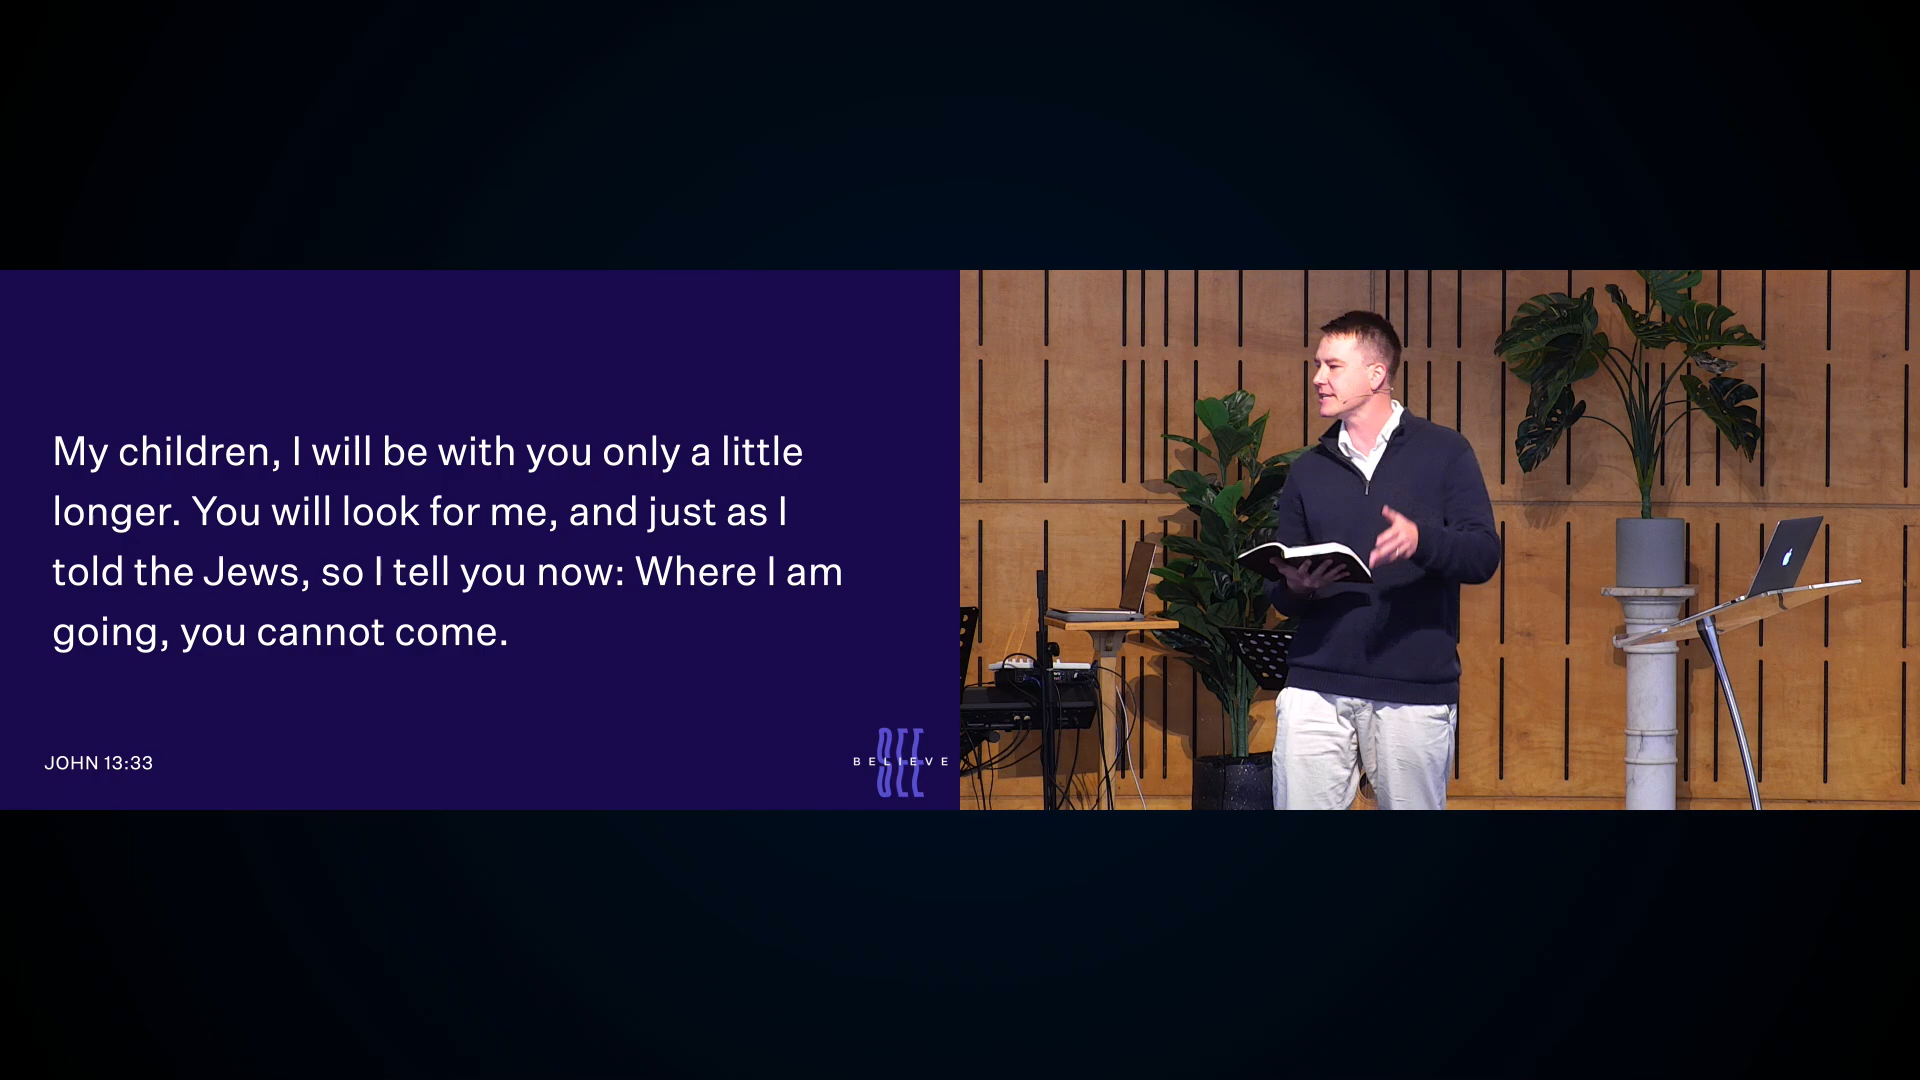 My children, I will be with you only a little
longer. You will look for me, and just as I
told the Jews, so I tell you now: Where I am
going, you cannot come.
JOHN 13:33
SEE
BELIEVE